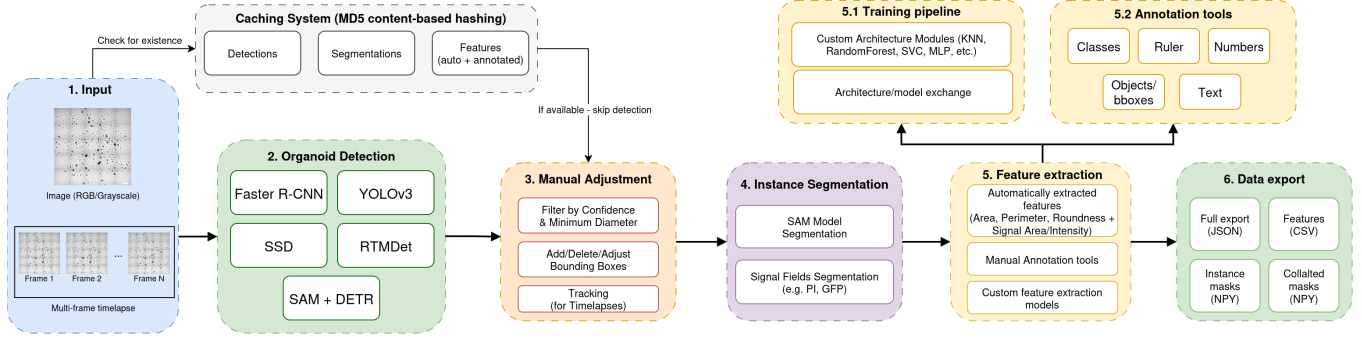 Caching System (MD5 content-based hashing)
Check for existence
Detections
Segmentations
Features
(auto + annotated)
If available - skip detection
1. Input
Image (RGB/Grayscale)
Frame 1
Frame 2
...
Frame N
Multi-frame timelapse
2. Organoid Detection
Faster R-CNN
YOLOv3
SSD
RTMDet
SAM + DETR
3. Manual Adjustment
Filter by Confidence
& Minimum Diameter
Add/Delete/Adjust
Bounding Boxes
Tracking
(for Timelapses)
4. Instance Segmentation
SAM Model
Segmentation
Signal Fields Segmentation
(e.g. PI, GFP)
5.1 Training pipeline
Custom Architecture Modules (KNN,
RandomForest, SVC, MLP, etc.)
Architecture/model exchange
5.2 Annotation tools
Classes
Ruler
Numbers
Objects/
bboxes
Text
5. Feature extraction
Automatically extracted
features
(Area, Perimeter, Roundness +
Signal Area/Intensity)
Manual Annotation tools
Custom feature extraction
models
6. Data export
Full export
(JSON)
Features
(CSV)
Instance
masks
(NPY)
Collalted
masks
(NPY)